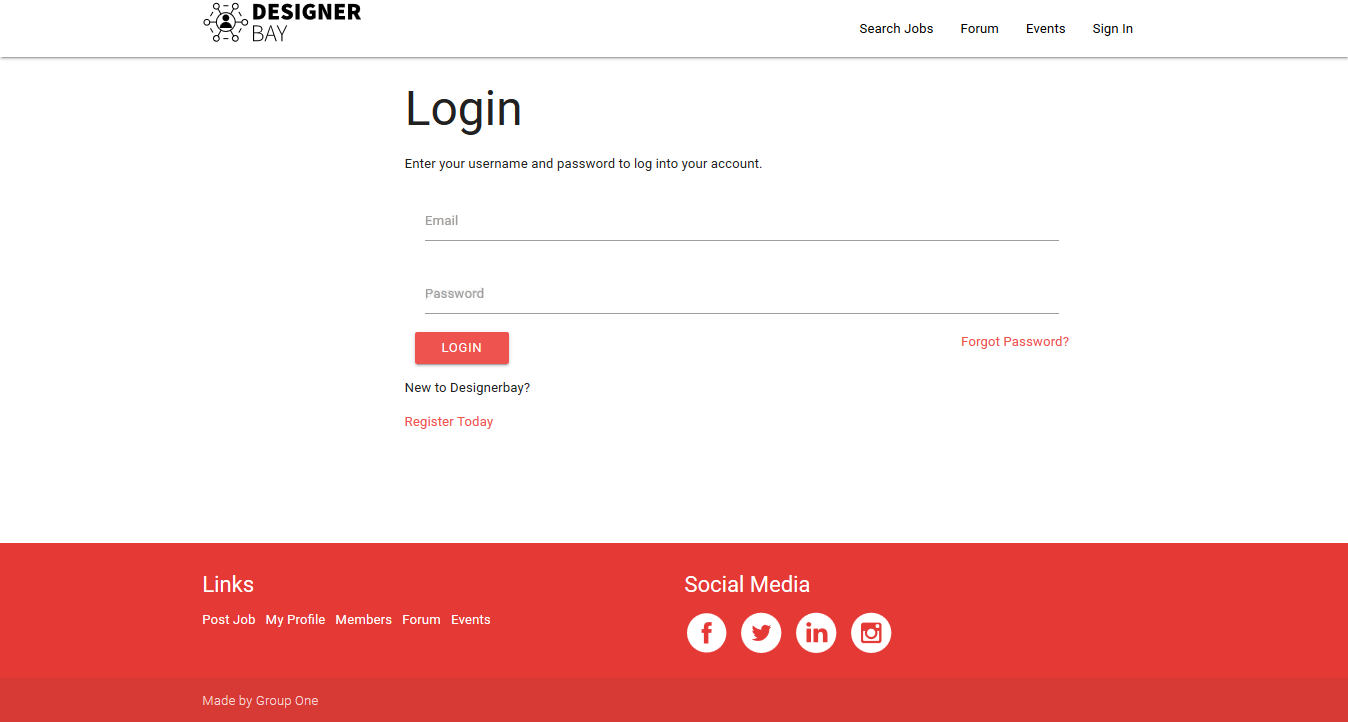 DESIGNER
BAY
Search Jobs Forum Events Sign In
Login
Enter your username and password to log into your account.
Email
Password
LOGIN Forgot Password?
New to Designerbay?
Register Today
Links Social Media
Post Job My Profile Members Forum Events
Made by Group One